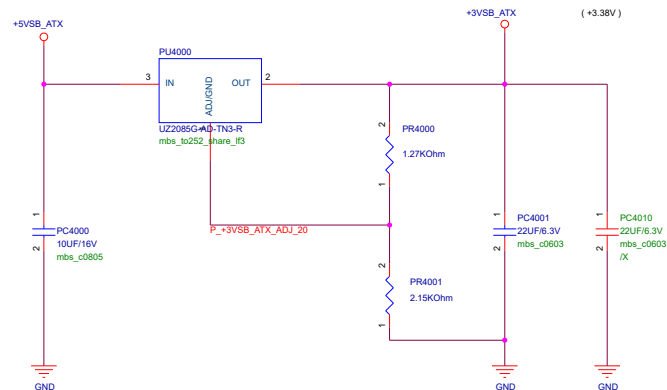 +5VSB_ATX
+3VSB_ATX
( +3.38V )
PU4000
3
IN
OUT
2
ADJ/GND
1
UZ2085G-AD-TN3-R
mbs_to252_share_lf3
2
PR4000
1.27KOhm
1
P_+3VSB_ATX_ADJ_20
1
PC4000
10UF/16V
2
mbs_c0805
2
PR4001
2.15KOhm
1
1
PC4001
22UF/6.3V
2
mbs_c0603
1
PC4010
22UF/6.3V
2
mbs_c0603
/X
GND
GND
GND